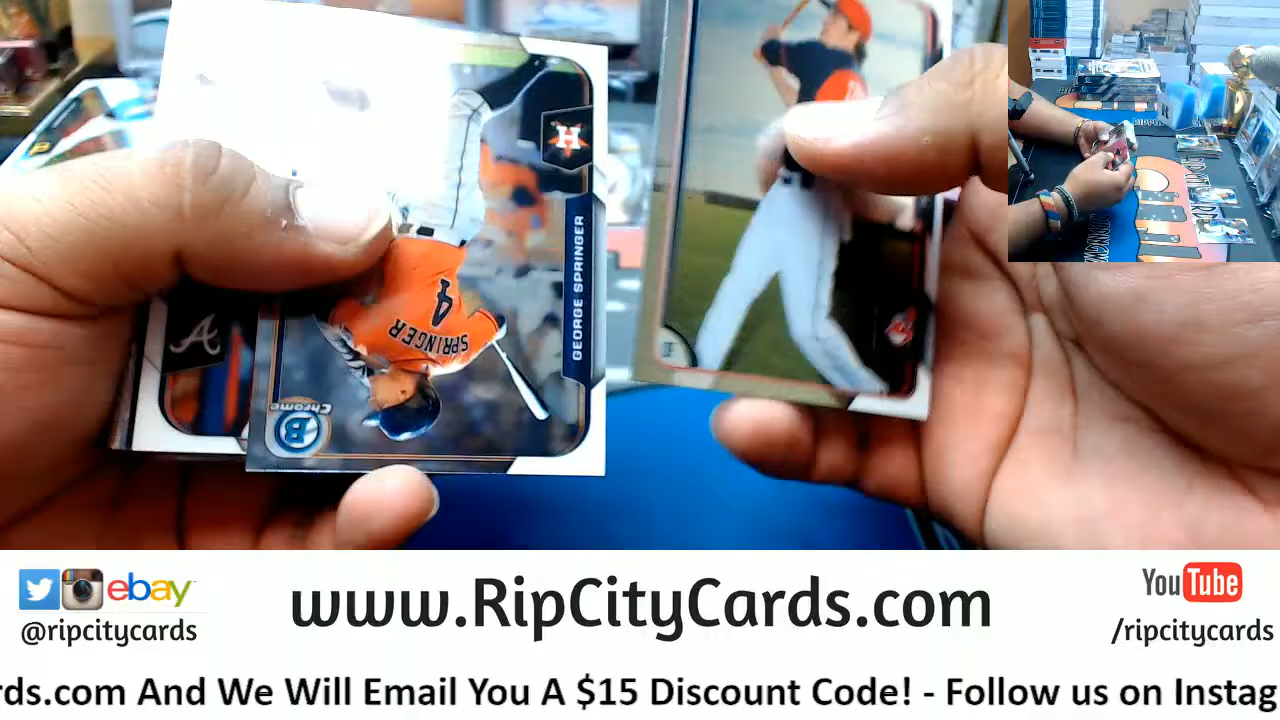 GEORGE SPRINGER
SPRINGER
4
H
A
B
Chrome
ebay
@ripcitycards
www.RipCityCards.com
YouTube
/ripcitycards
rds.com And We Will Email You A $15 Discount Code! - Follow us on Instag